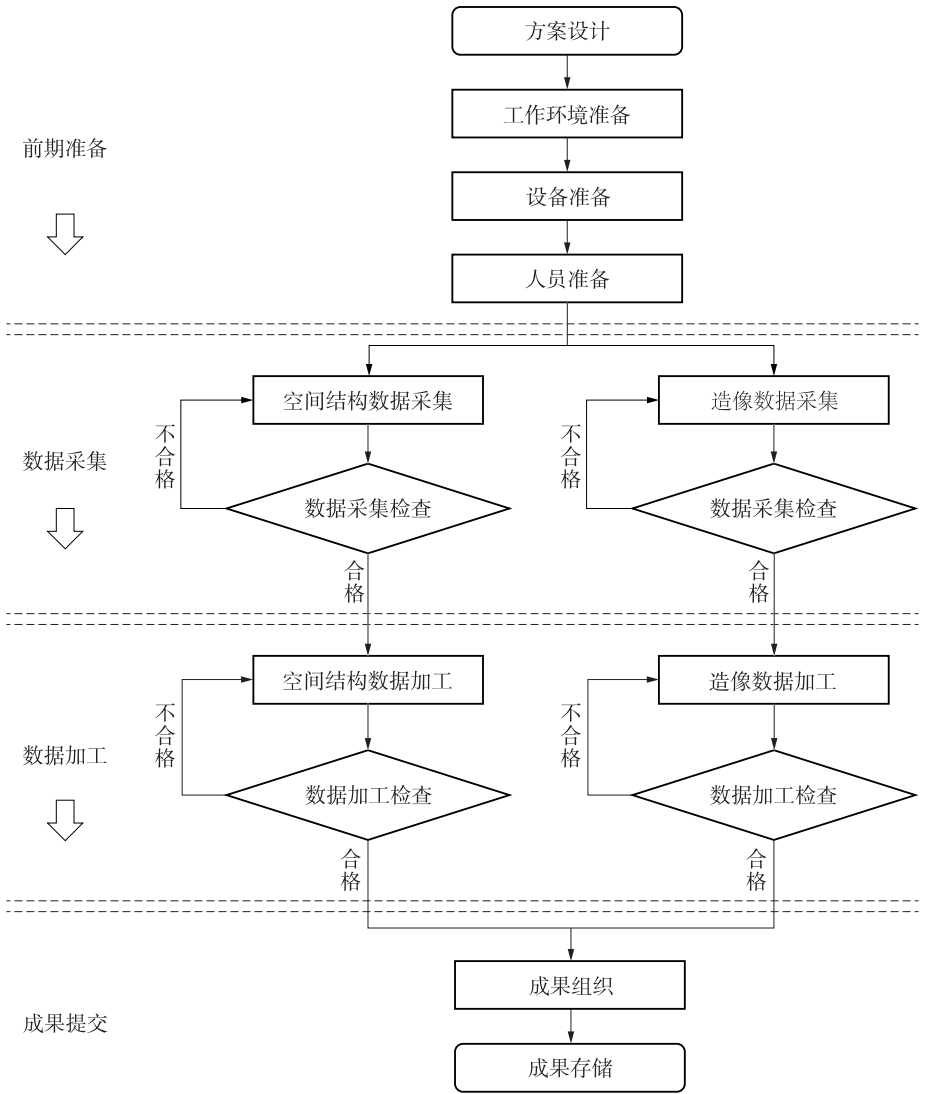 方案设计
工作环境准备
前期准备
设备准备
人员准备
空间结构数据采集
造像数据采集
不合格
不合格
数据采集
数据采集检查
数据采集检查
合格
合格
空间结构数据加工
造像数据加工
不合格
不合格
数据加工
数据加工检查
数据加工检查
合格
合格
成果组织
成果提交
成果存储